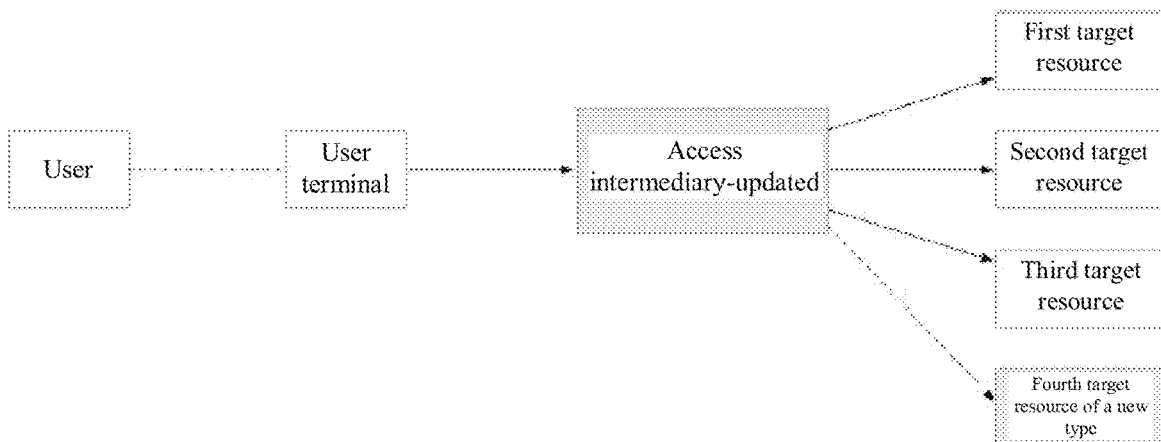 User
User
terminal
Access
intermediary-updated
First target
resource
Second target
resource
Third target
resource
Fourth target
resource of a new
type